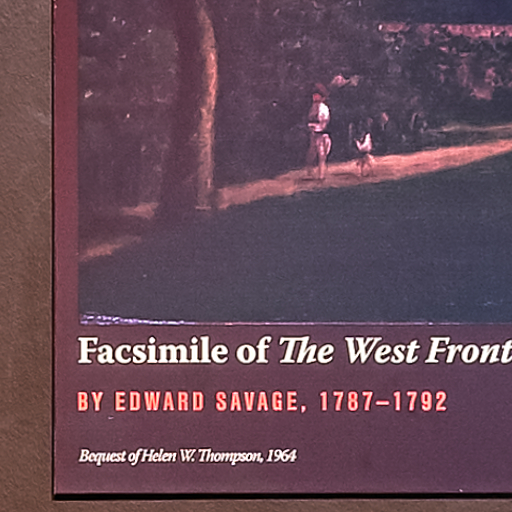 Facsimile of The West Front
BY EDWARD SAVAGE, 1787–1792
Bequest of Helen W. Thompson, 1964